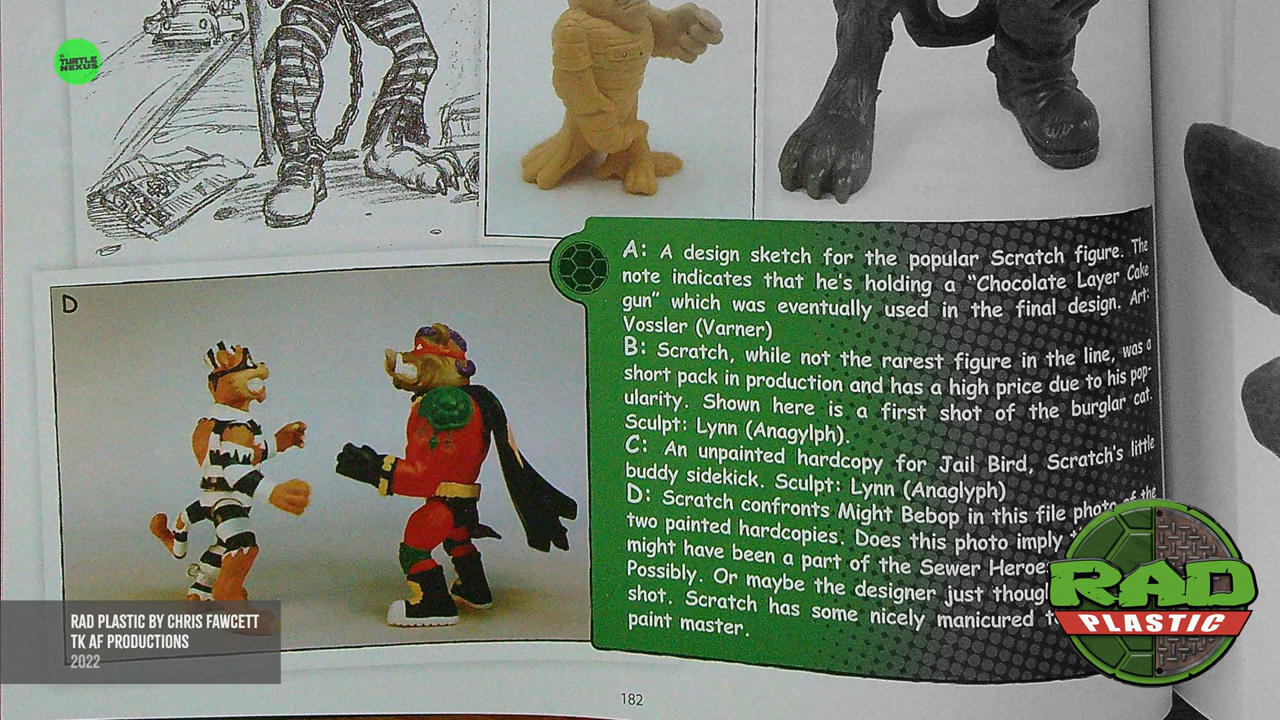 TURTLE
NEXUS
D
A: A design sketch for the popular Scratch figure. The
note indicates that he's holding a "Chocolate Layer Cake
gun" which was eventually used in the final design. Art:
Vossler (Varner)
B: Scratch, while not the rarest figure in the line, was a
short pack in production and has a high price due to his pop-
ularity. Shown here is a first shot of the burglar cat.
Sculpt: Lynn (Anagylph).
C: An unpainted hardcopy for Jail Bird, Scratch's little
buddy sidekick. Sculpt: Lynn (Anaglyph)
D: Scratch confronts Might Bebop in this file photo of the
two painted hardcopies. Does this photo imply
might have been a part of the Sewer Heroes
Possibly. Or maybe the designer just
shot. Scratch has some nicely manicured
paint master.
RAD
PLASTIC
RAD PLASTIC BY CHRIS FAWCETT
TK AF PRODUCTIONS
2022
182